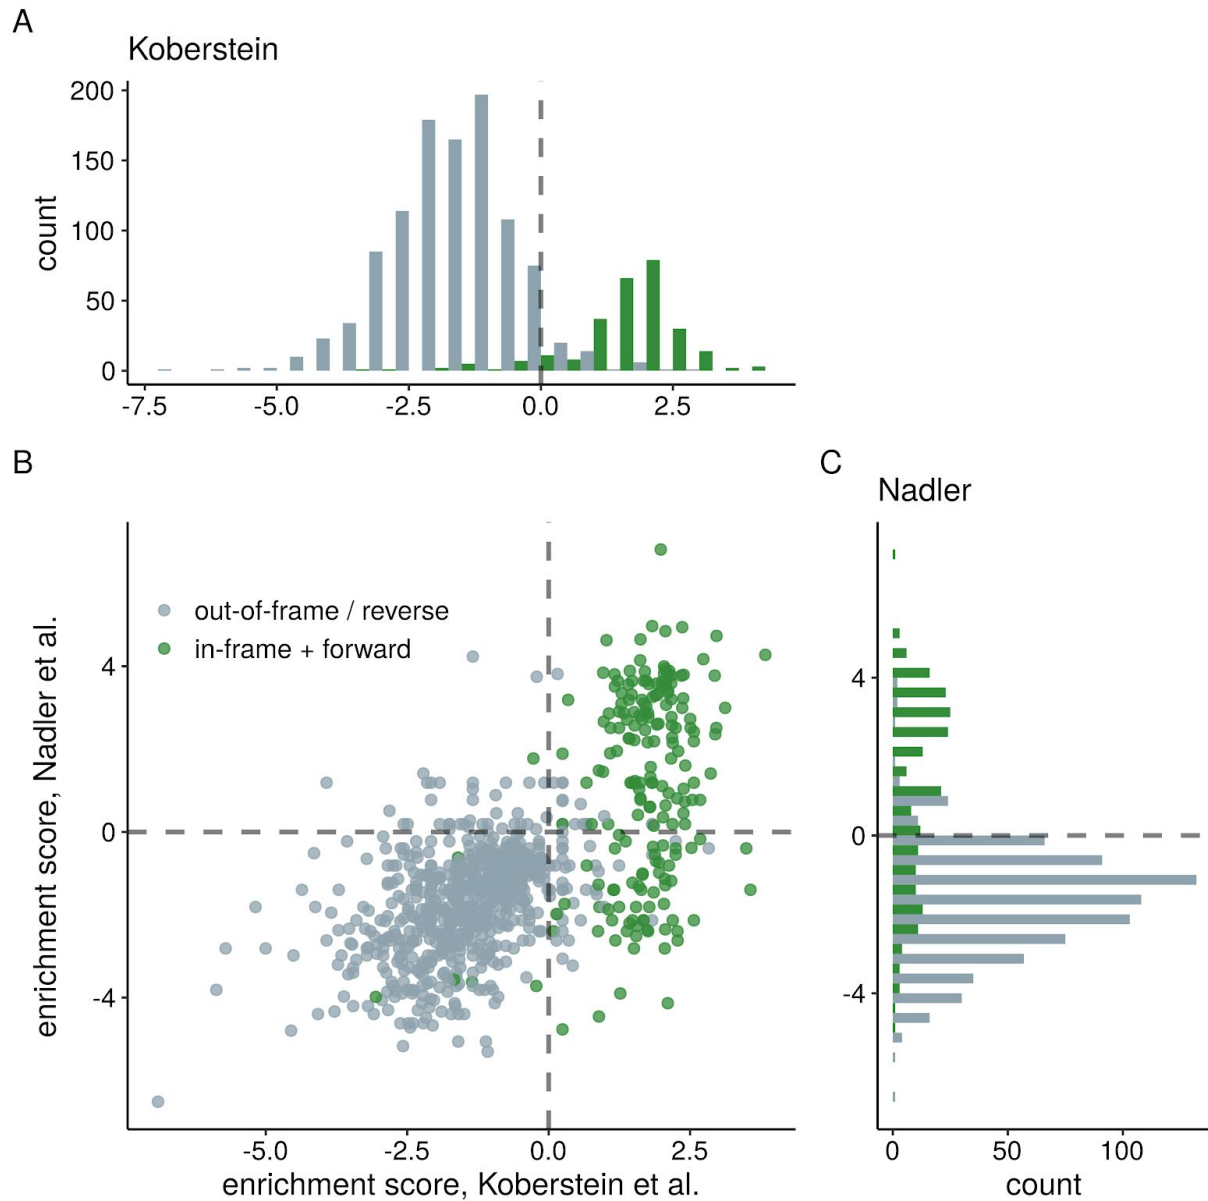 A
Koberstein
count
200
150
100
50
0
-7.5 -5.0 -2.5 0.0 2.5
B
enrichment score, Nadler et al.
4
0
-4
out-of-frame / reverse
in-frame + forward
-5.0 -2.5 0.0 2.5
enrichment score, Koberstein et al.
C
Nadler
4
0
-4
0 50 100
count